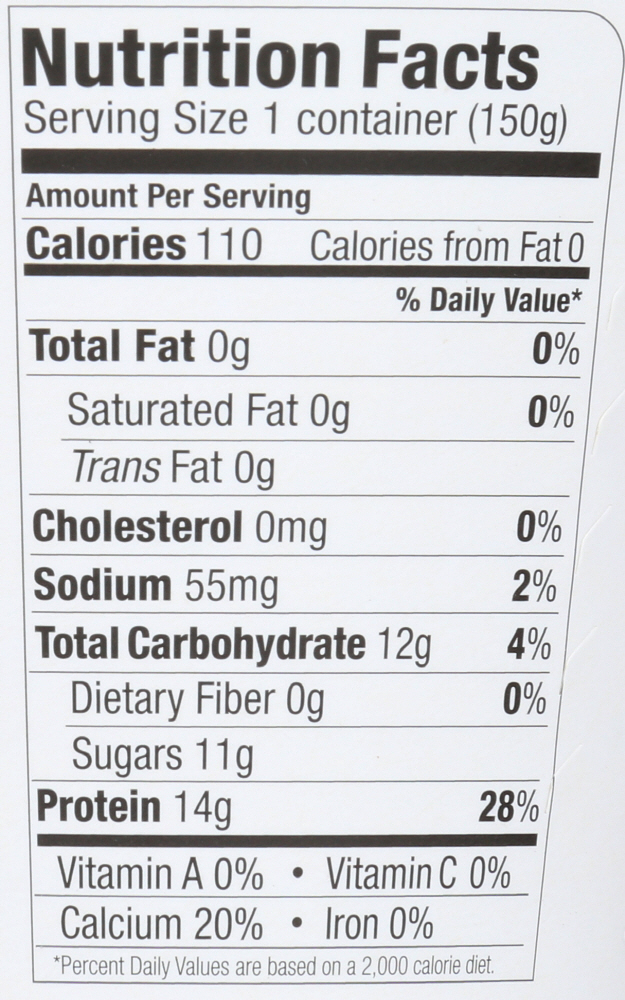 Nutrition Facts
Serving Size 1 container (150g)
Amount Per Serving
Calories 110 Calories from Fat 0
% Daily Value*
Total Fat 0g 0%
Saturated Fat 0g 0%
Trans Fat 0g
Cholesterol 0mg 0%
Sodium 55mg 2%
Total Carbohydrate 12g 4%
Dietary Fiber 0g 0%
Sugars 11g
Protein 14g 28%
Vitamin A 0% • Vitamin C 0%
Calcium 20% • Iron 0%
*Percent Daily Values are based on a 2,000 calorie diet.